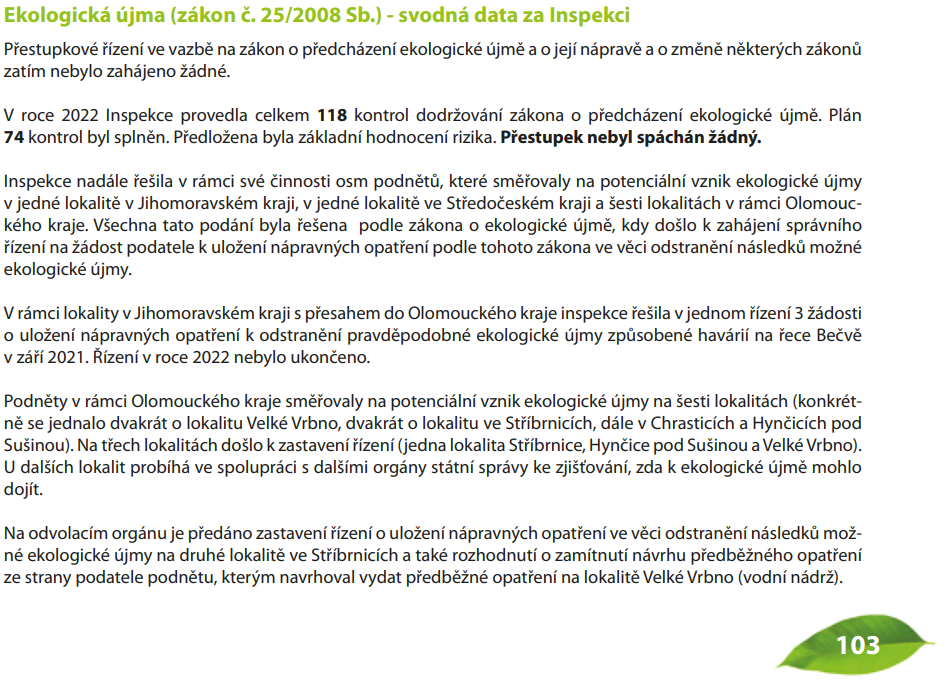 Ekologická újma (zákon č. 25/2008 Sb.) - svodná data za Inspekci
Přestupkové řízení ve vazbě na zákon o předcházení ekologické újmě a o její nápravě a o změně některých zákonů
zatím nebylo zahájeno žádné.
V roce 2022 Inspekce provedla celkem 118 kontrol dodržování zákona o předcházení ekologické újmě. Plán
74 kontrol byl splněn. Předložena byla základní hodnocení rizika. Přestupek nebyl spáchán žádný.
Inspekce nadále řešila v rámci své činnosti osm podnětů, které směřovaly na potenciální vznik ekologické újmy
v jedné lokalitě v Jihomoravském kraji, v jedné lokalitě ve Středočeském kraji a šesti lokalitách v rámci Olomouc-
kého kraje. Všechna tato podání byla řešena  podle zákona o ekologické újmě, kdy došlo k zahájení správního
řízení na žádost podatele k uložení nápravných opatření podle tohoto zákona ve věci odstranění následků možné
ekologické újmy.
V rámci lokality v Jihomoravském kraji s přesahem do Olomouckého kraje inspekce řešila v jednom řízení 3 žádosti
o uložení nápravných opatření k odstranění pravděpodobné ekologické újmy způsobené havárií na řece Bečvě
v září 2021. Řízení v roce 2022 nebylo ukončeno.
Podněty v rámci Olomouckého kraje směřovaly na potenciální vznik ekologické újmy na šesti lokalitách (konkrét-
ně se jednalo dvakrát o lokalitu Velké Vrbno, dvakrát o lokalitu ve Stříbrnicích, dále v Chrasticích a Hynčicích pod
Sušinou). Na třech lokalitách došlo k zastavení řízení (jedna lokalita Stříbrnice, Hynčice pod Sušinou a Velké Vrbno).
U dalších lokalit probíhá ve spolupráci s dalšími orgány státní správy ke zjišťování, zda k ekologické újmě mohlo
dojít.
Na odvolacím orgánu je předáno zastavení řízení o uložení nápravných opatření ve věci odstranění následků mož-
né ekologické újmy na druhé lokalitě ve Stříbrnicích a také rozhodnutí o zamítnutí návrhu předběžného opatření
ze strany podatele podnětu, kterým navrhoval vydat předběžné opatření na lokalitě Velké Vrbno (vodní nádrž).
103